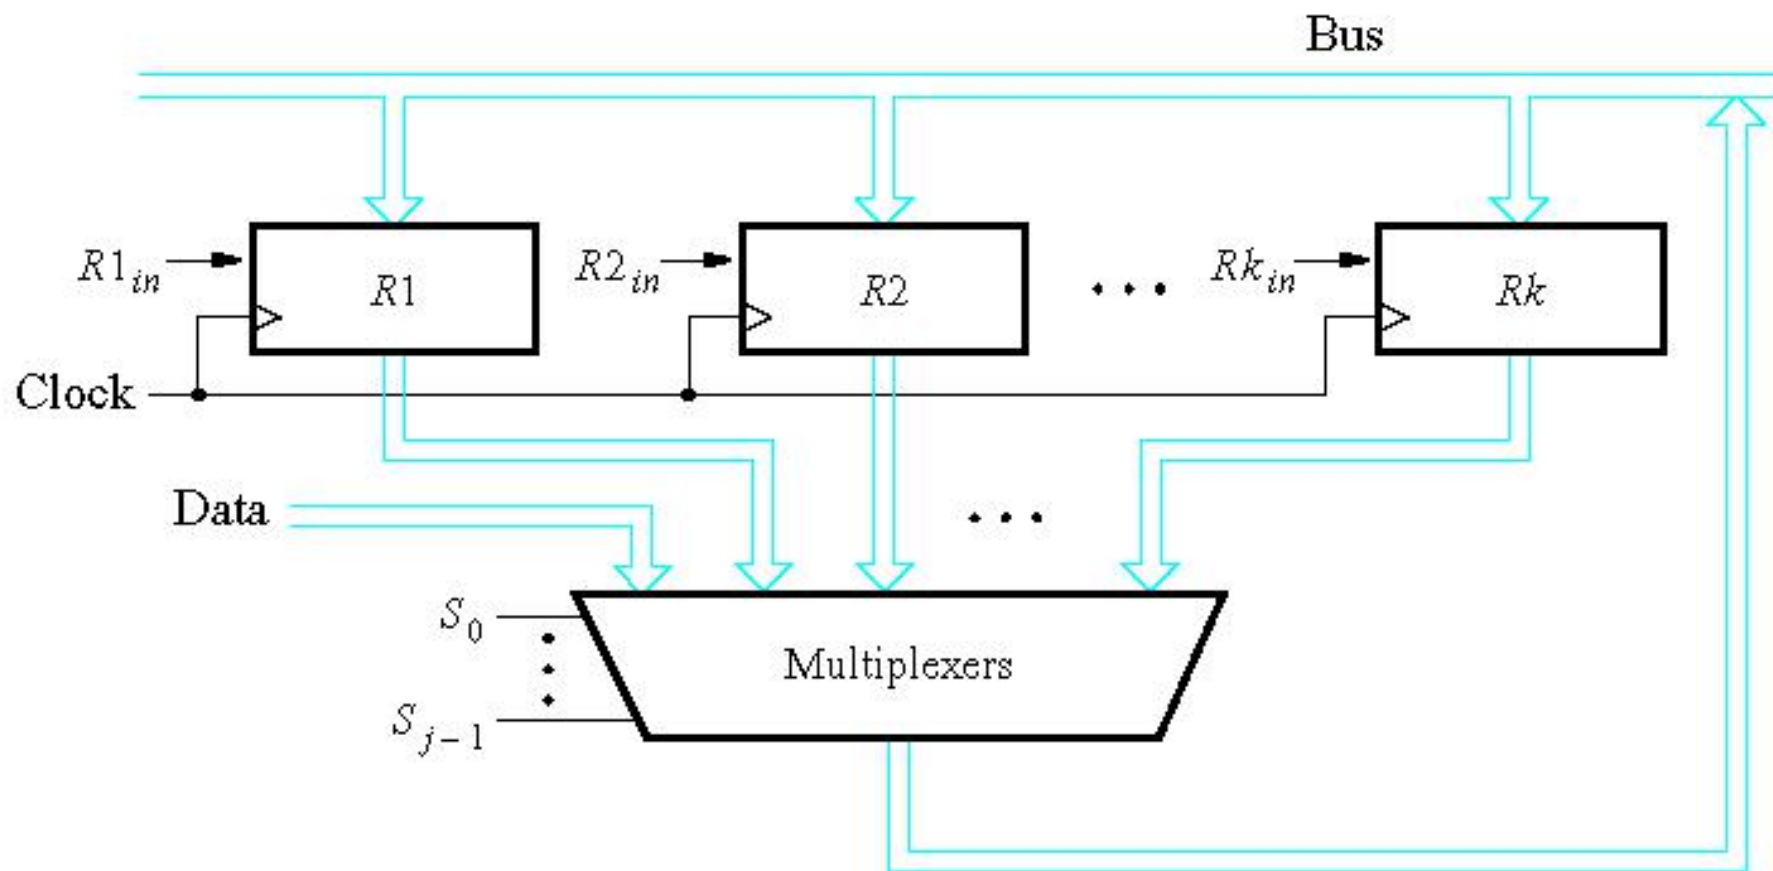 Bus
R1in
R1
R2in
R2
• • •
Rkin
Rk
Clock
Data
• • •
S0
Multiplexers
Sj−1